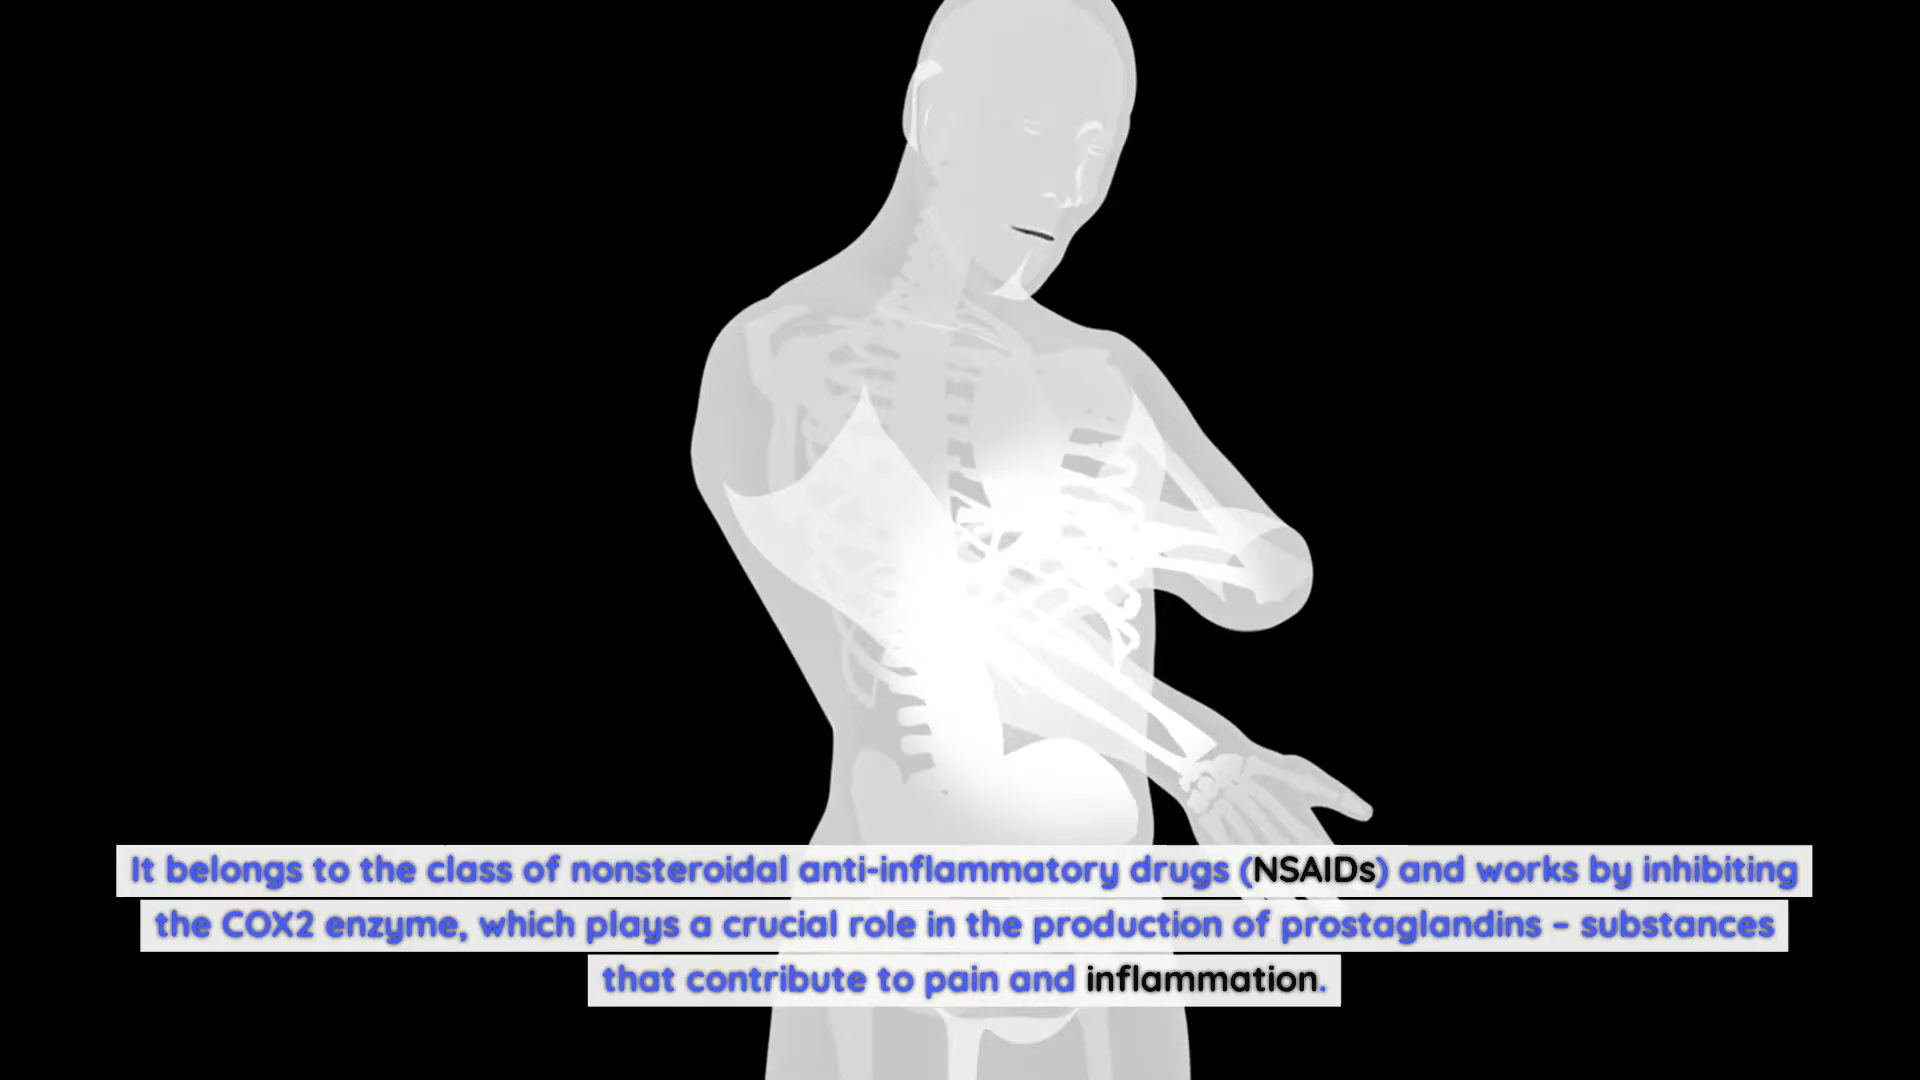 It belongs to the class of nonsteroidal anti-inflammatory drugs (NSAIDs) and works by inhibiting
the COX2 enzyme, which plays a crucial role in the production of prostaglandins – substances
that contribute to pain and inflammation.